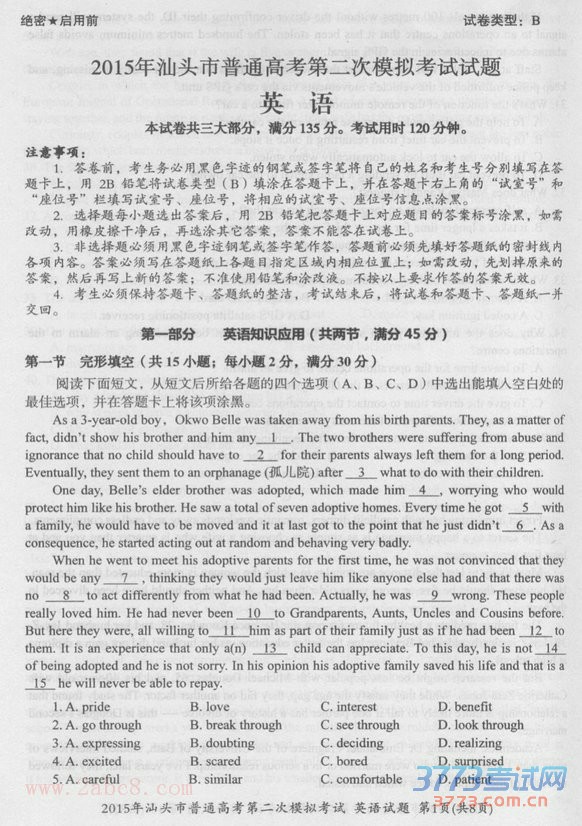 绝密★启用前 试卷类型：B
2015年汕头市普通高考第二次模拟考试试题
英 语
本试卷共三大部分，满分 135 分。考试用时 120 分钟。
注意事项：
1. 答卷前，考生务必用黑色字迹的钢笔或签字笔将自己的姓名和考生号分别填写在答
题卡上，用 2B 铅笔将试卷类型（B）填涂在答题卡上，并在答题卡右上角的“试室号”和
“座位号”栏填写试室号、座位号，将相应的试室号、座位号信息点涂黑。
2. 选择题每小题选出答案后，用 2B 铅笔把答题卡上对应题目的答案标号涂黑，如需
改动，用橡皮擦干净后，再选涂其它答案，答案不能答在试卷上。
3. 非选择题必须用黑色字迹钢笔或签字笔作答，答题前必须先填好答题纸的密封线内
各项内容。答案必须写在答题纸上各题目指定区域内相应位置上；如需改动，先划掉原来的
答案，然后再写上新的答案；不准使用铅笔和涂改液。不按以上要求作答的答案无效。
4. 考生必须保持答题卡、答题纸的整洁，考试结束后，将试卷和答题卡、答题纸一并
交回。
第一部分 英语知识应用（共两节，满分 45 分）
第一节 完形填空（共 15 小题；每小题 2 分，满分 30 分）
阅读下面短文，从短文后所给各题的四个选项（A、B、C、D）中选出能填入空白处的
最佳选项，并在答题卡上将该项涂黑。
As a 3-year-old boy，Okwo Belle was taken away from his birth parents. They, as a matter of
fact, didn't show his brother and him any 1 . The two brothers were suffering from abuse and
ignorance that no child should have to 2 for their parents always left them for a long period.
Eventually, they sent them to an orphanage (孤儿院) after 3 what to do with their children.
One day, Belle's elder brother was adopted, which made him 4 , worrying who would
protect him like his brother. He saw a total of seven adoptive homes. Every time he got 5 with
a family, he would have to be moved and it at last got to the point that he just didn't 6 . As a
consequence, he started acting out at random and behaving very badly.
When he went to meet his adoptive parents for the first time, he was not convinced that they
would be any 7 , thinking they would just leave him like anyone else had and that there was
no 8 to act differently from what he had been. Actually, he was 9 wrong. These people
really loved him. He had never been 10 to Grandparents, Aunts, Uncles and Cousins before.
But here they were, all willing to 11 him as part of their family just as if he had been 12 to
them. It is an experience that only a(n) 13 child can appreciate. To this day, he is not 14
of being adopted and he is not sorry. In his opinion his adoptive family saved his life and that is a
15 he will never be able to repay.
1. A. pride B. love C. interest D. benefit
2. A. go through B. break through C. see through D. look through
3. A. expressing B. doubting C. deciding D. realizing
4. A. excited B. scared C. bored D. surprised
5. A. careful B. similar C. comfortable D. patient
2015年汕头市普通高考第二次模拟考试 英语试题 第1页(共8页)
www.2abc8.com
3773考试网
www.3773.com.cn